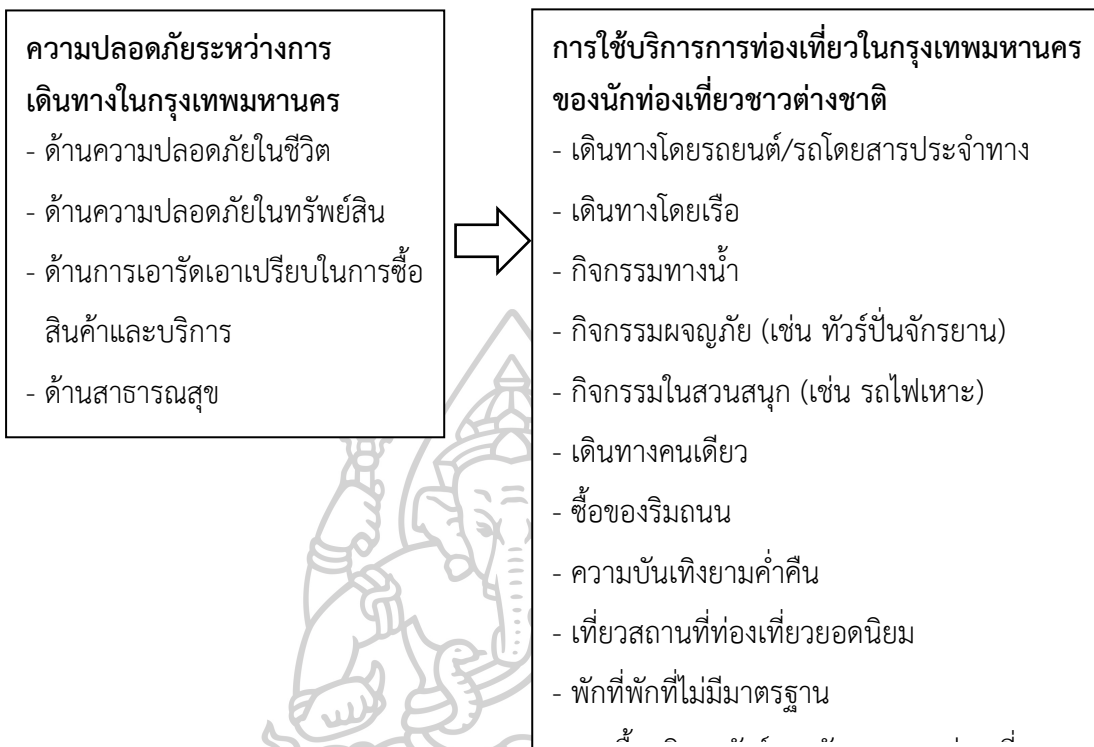 ความปลอดภัยระหว่างการ
เดินทางในกรุงเทพมหานคร
- ด้านความปลอดภัยในชีวิต
- ด้านความปลอดภัยในทรัพย์สิน
- ด้านการเอารัดเอาเปรียบในการซื้อ
สินค้าและบริการ
- ด้านสาธารณสุข
การใช้บริการการท่องเที่ยวในกรุงเทพมหานคร
ของนักท่องเที่ยวชาวต่างชาติ
- เดินทางโดยรถยนต์/รถโดยสารประจำทาง
- เดินทางโดยเรือ
- กิจกรรมทางน้ำ
- กิจกรรมผจญภัย (เช่น ทัวร์ปั่นจักรยาน)
- กิจกรรมในสวนสนุก (เช่น รถไฟเหาะ)
- เดินทางคนเดียว
- ซื้อของริมถนน
- ความบันเทิงยามค่ำคืน
- เที่ยวสถานที่ท่องเที่ยวยอดนิยม
- พักที่พักที่ไม่มีมาตรฐาน